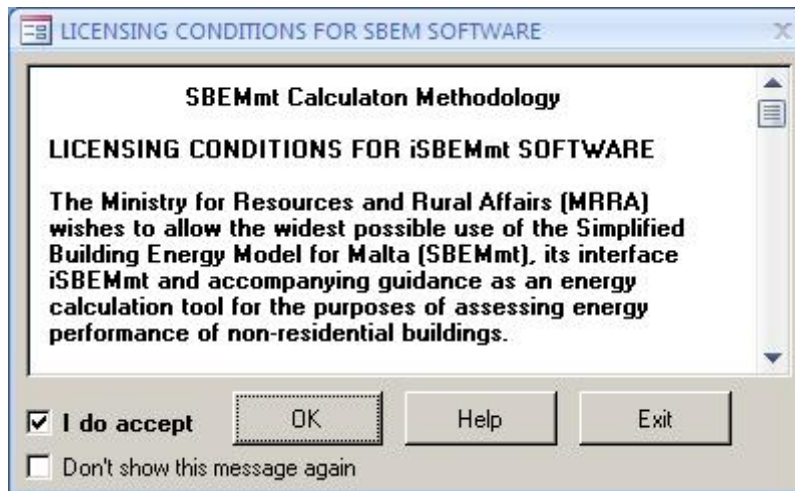 LICENSING CONDITIONS FOR SBEM SOFTWARE
SBEMmt Calculaton Methodology
LICENSING CONDITIONS FOR iSBEMmt SOFTWARE
The Ministry for Resources and Rural Affairs (MRRA)
wishes to allow the widest possible use of the Simplified
Building Energy Model for Malta (SBEMmt), its interface
iSBEMmt and accompanying guidance as an energy
calculation tool for the purposes of assessing energy
performance of non-residential buildings.
I do accept
OK
Help
Exit
Don't show this message again